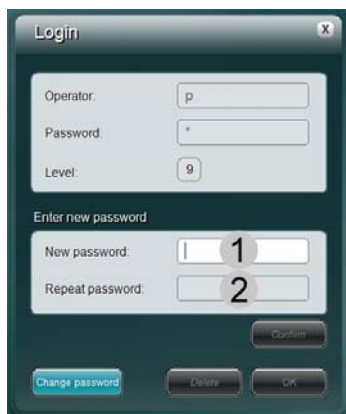 Login
X
Operator: p
Password: *
Level: 9
Enter new password
New password: 1
Repeat password: 2
Confirm
Change password Delete OK